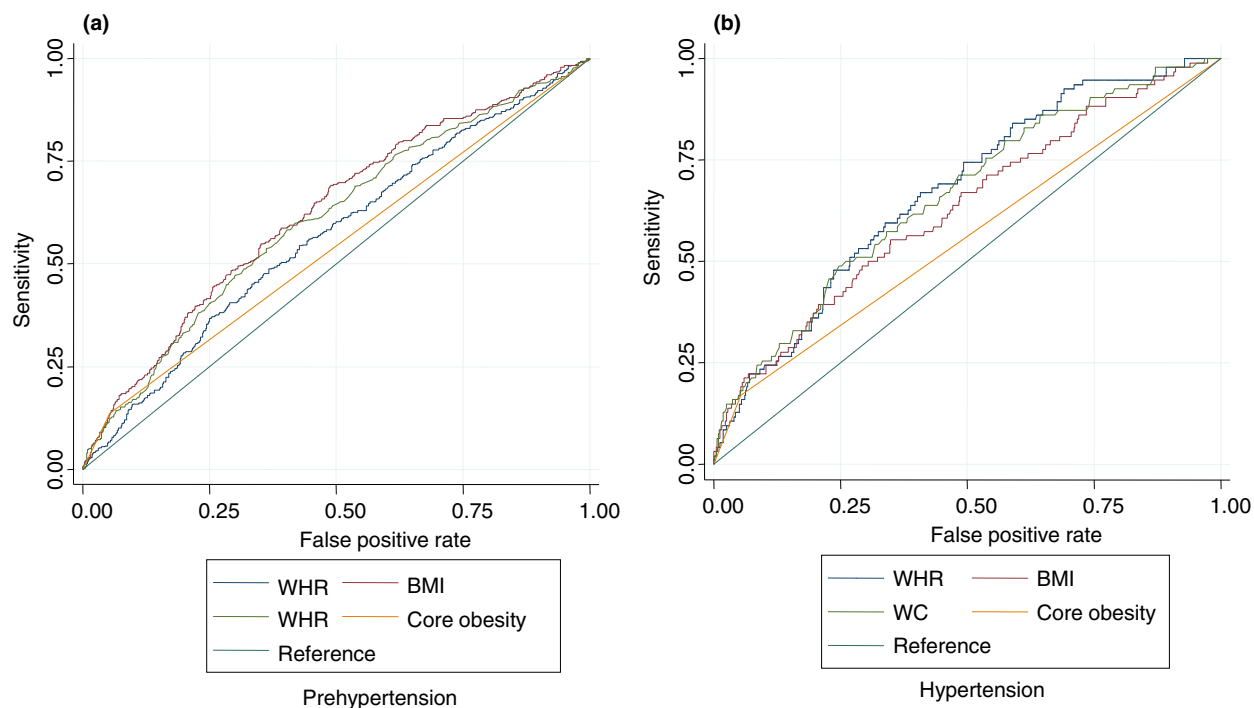 (a)
Sensitivity
1.00
0.75
0.50
0.25
0.00
0.00 0.25 0.50 0.75 1.00
False positive rate
WHR BMI
WHR Core obesity
Reference
Prehypertension
(b)
Sensitivity
1.00
0.75
0.50
0.25
0.00
0.00 0.25 0.50 0.75 1.00
False positive rate
WHR BMI
WC Core obesity
Reference
Hypertension